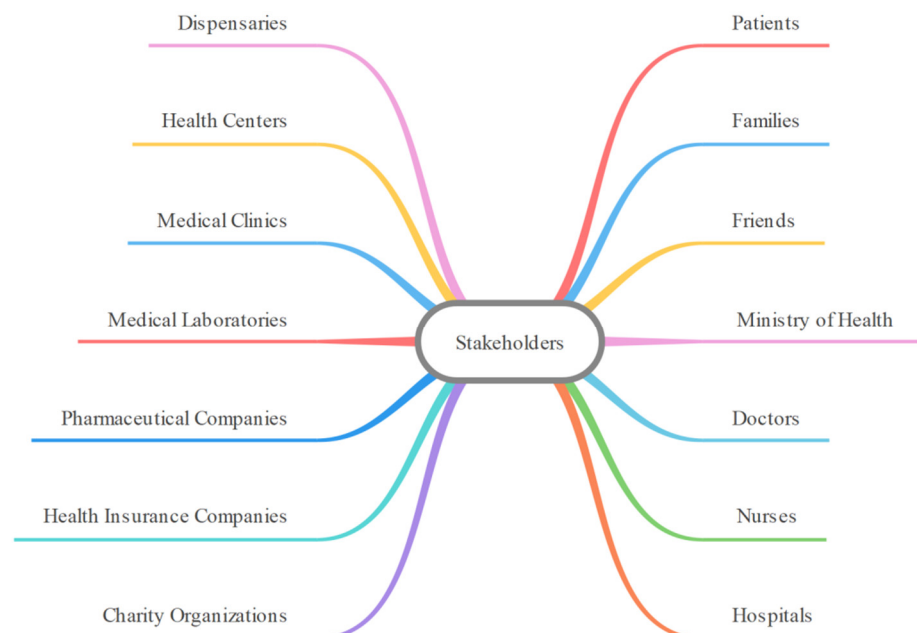 Dispensaries
Health Centers
Medical Clinics
Medical Laboratories
Pharmaceutical Companies
Health Insurance Companies
Charity Organizations
Stakeholders
Patients
Families
Friends
Ministry of Health
Doctors
Nurses
Hospitals